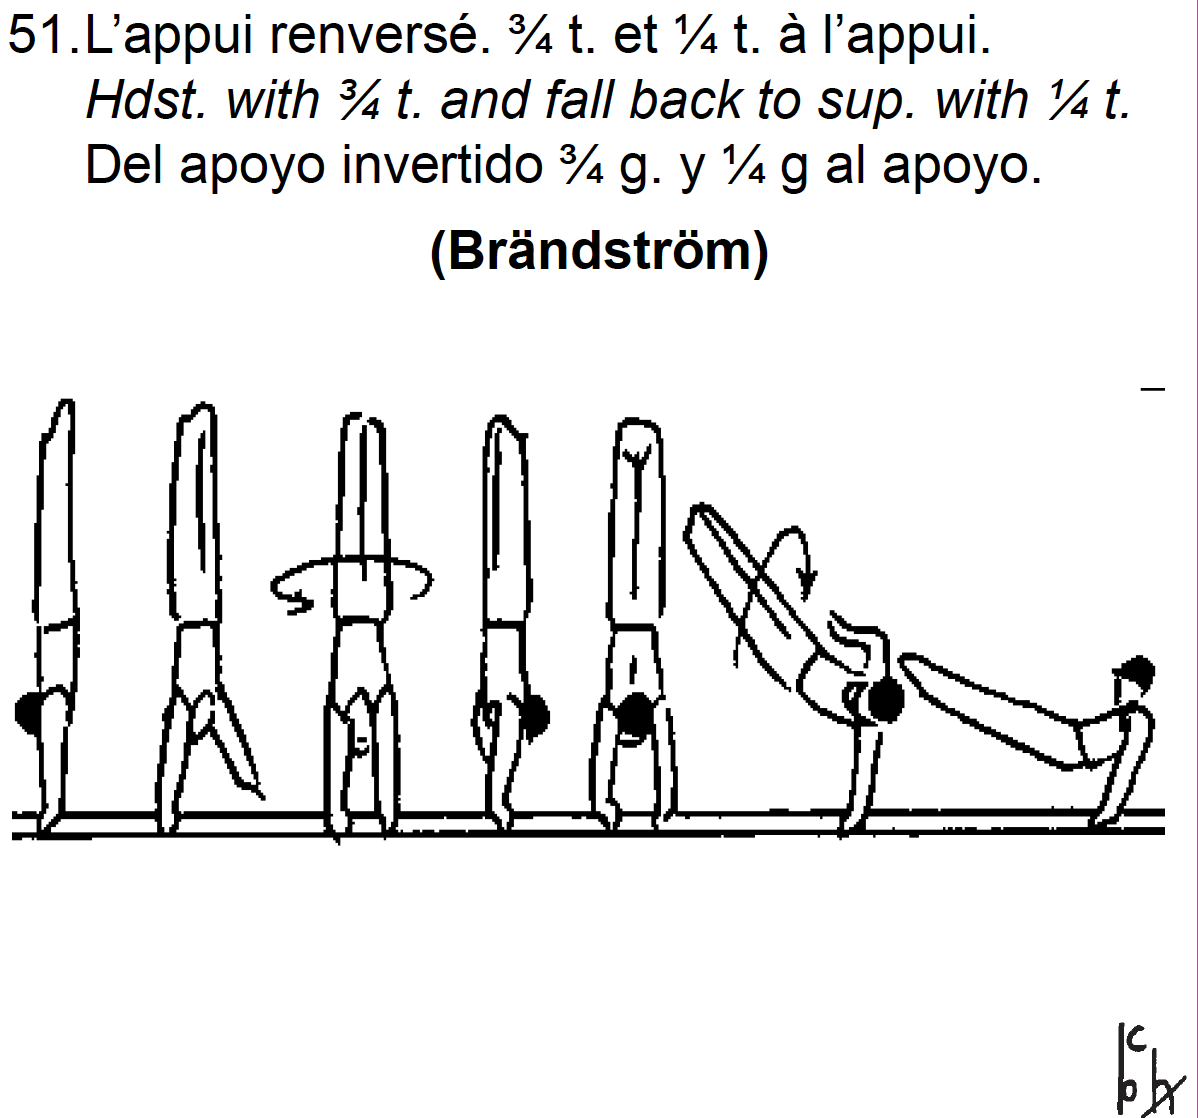 51.L’appui renversé. ¾ t. et ¼ t. à l’appui.
Hdst. with ¾ t. and fall back to sup. with ¼ t.
Del apoyo invertido ¾ g. y ¼ g al apoyo.
(Brändström)